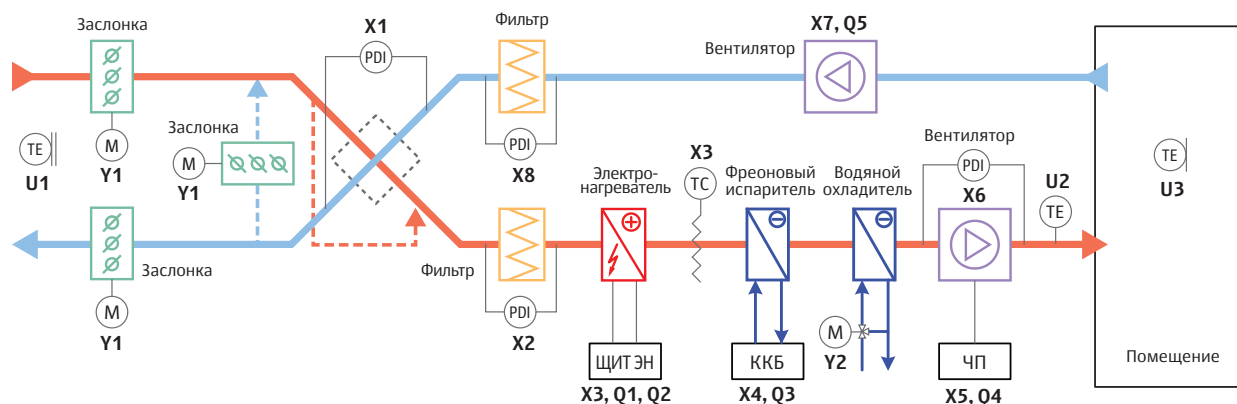 Заслонка
X1
PDI
Фильтр
X7, Q5
Вентилятор
TE
U1
M
Y1
Заслонка
M
Y1
PDI
X8
X3
TC
Электро-
нагреватель
Фреоновый
испаритель
Водяной
охладитель
Вентилятор
PDI
X6
U2
TE
TE
U3
Заслонка
M
Y1
Фильтр
PDI
X2
ЩИТ ЭН
X3, Q1, Q2
ККБ
X4, Q3
M
Y2
ЧП
X5, Q4
Помещение